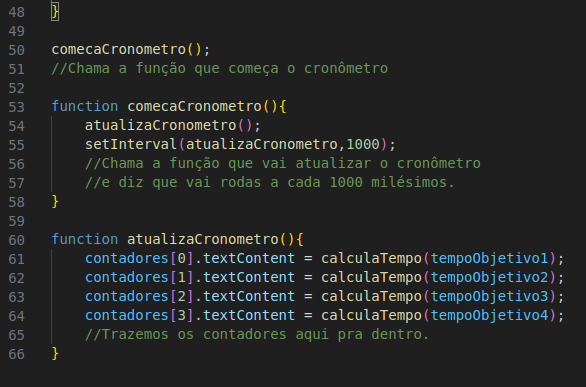 48 }
49
50 comecaCronometro();
51 //Chama a função que começa o cronômetro
52
53 function comecaCronometro(){
54 atualizaCronometro();
55 setInterval(atualizaCronometro,1000);
56 //Chama a função que vai atualizar o cronômetro
57 //e diz que vai rodas a cada 1000 milésimos.
58 }
59
60 function atualizaCronometro(){
61 contadores[0].textContent = calculaTempo(tempoObjetivo1);
62 contadores[1].textContent = calculaTempo(tempoObjetivo2);
63 contadores[2].textContent = calculaTempo(tempoObjetivo3);
64 contadores[3].textContent = calculaTempo(tempoObjetivo4);
65 //Trazemos os contadores aqui pra dentro.
66 }